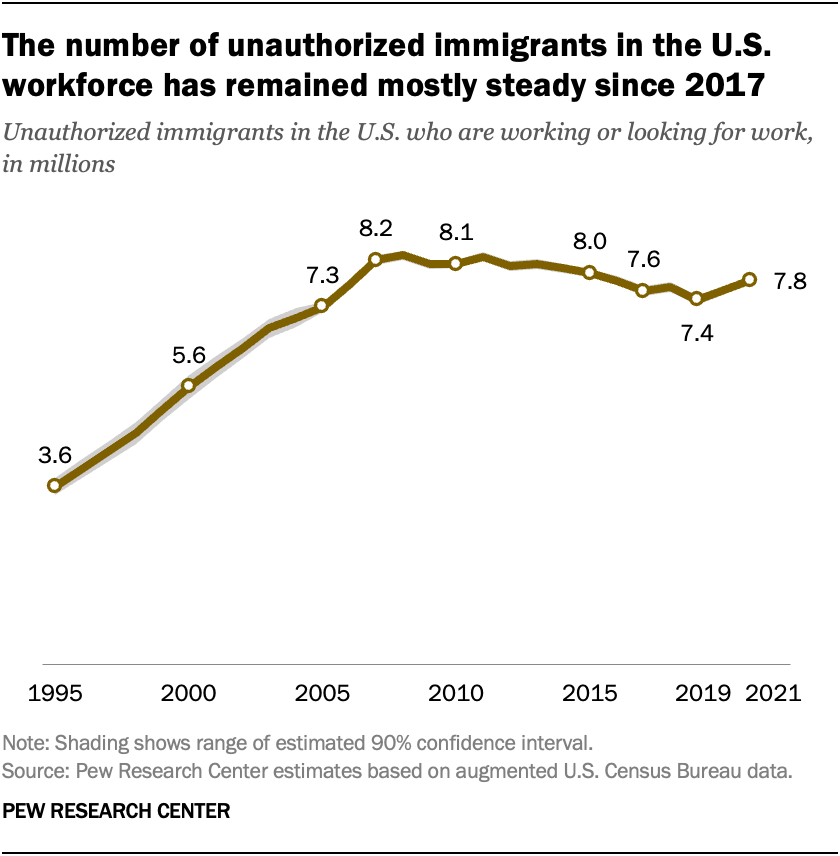 The number of unauthorized immigrants in the U.S.
workforce has remained mostly steady since 2017
Unauthorized immigrants in the U.S. who are working or looking for work,
in millions
8.2
8.1
8.0
7.6
7.3
7.8
7.4
5.6
3.6
1995 2000 2005 2010 2015 2019 2021
Note: Shading shows range of estimated 90% confidence interval.
Source: Pew Research Center estimates based on augmented U.S. Census Bureau data.
PEW RESEARCH CENTER